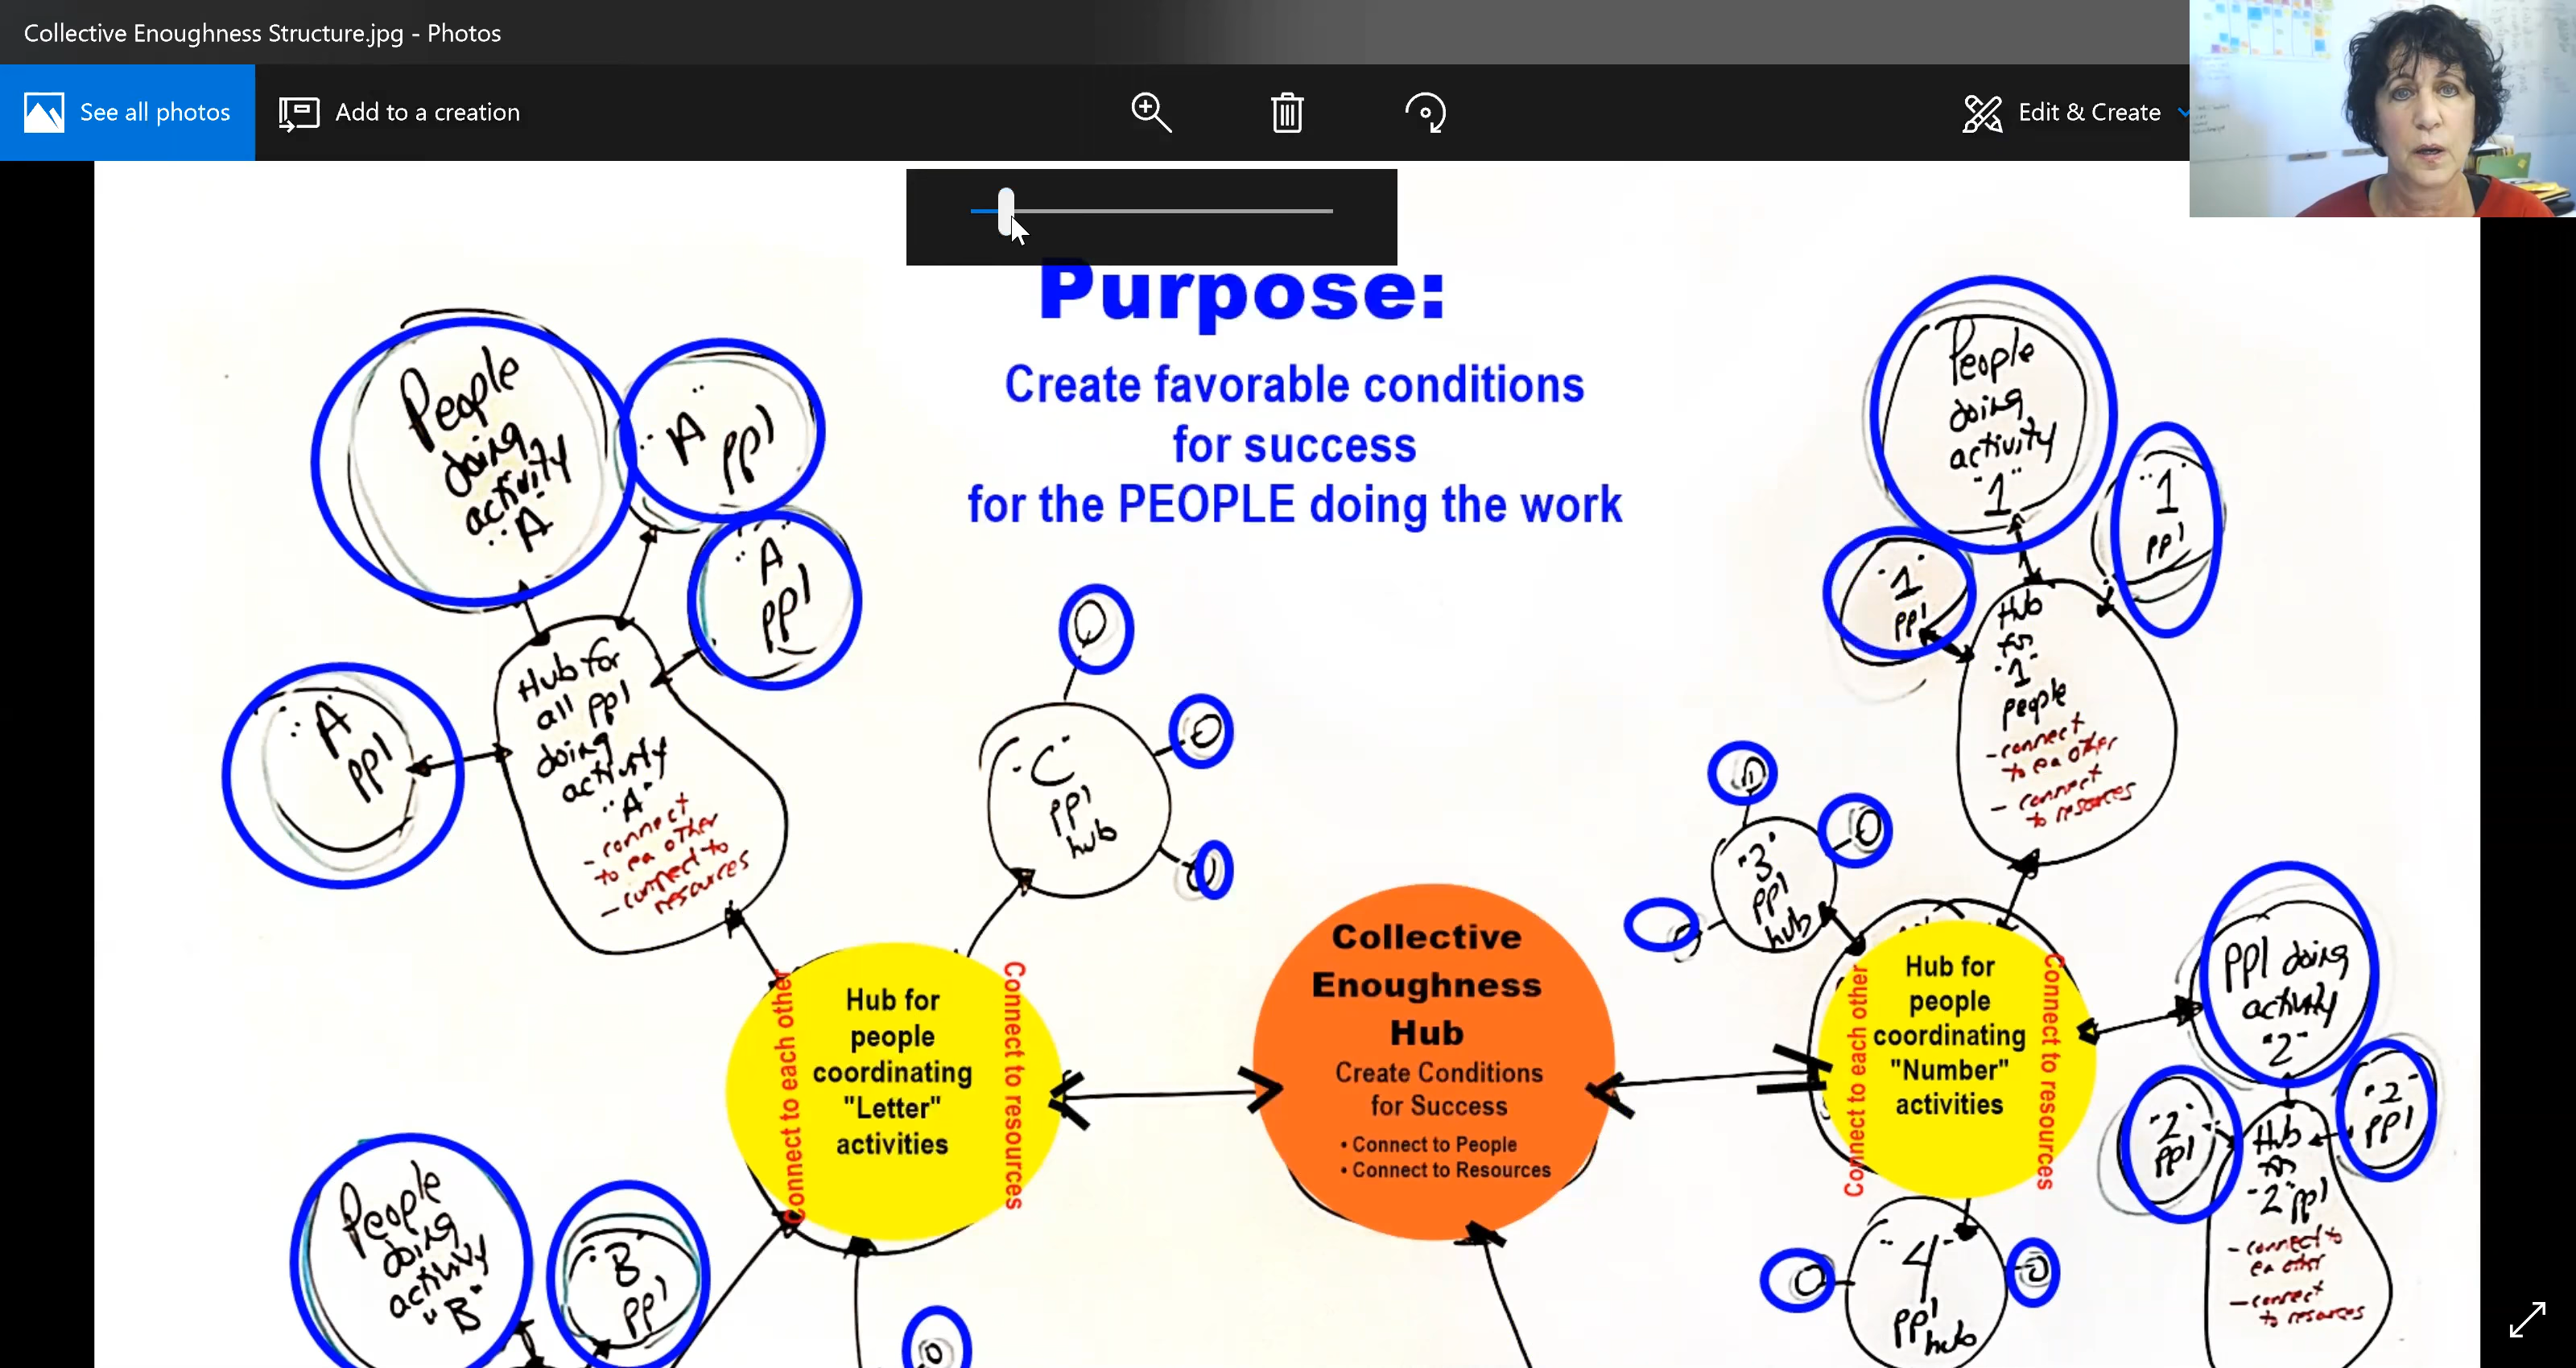 Collective Enoughness Structure.jpg - Photos
See all photos
Add to a creation
Edit & Create
Purpose:
Create favorable conditions
for success
for the PEOPLE doing the work
People
doing
activity
"A"
"A"
ppl
"A"
ppl
"A"
ppl
Hub for
all ppl
doing
activity
"A"
- connect
to ea other
- connect to
resources
"C"
ppl
hub
People
doing
activity
"1"
"1"
ppl
"1"
ppl
Hub
for
"1"
people
- connect
to ea other
- connect
to resources
"3"
ppl
hub
Connect to each other
Hub for
people
coordinating
"Letter"
activities
Connect to resources
Collective
Enoughness
Hub
Create Conditions
for Success
• Connect to People
• Connect to Resources
Connect to each other
Hub for
people
coordinating
"Number"
activities
Connect to resources
ppl doing
activity
"2"
"2"
ppl
"2"
ppl
Hub
for
"2" ppl
- connect to
ea other
- connect
to resources
People
doing
activity
"B"
"B"
ppl
"4"
ppl
hub